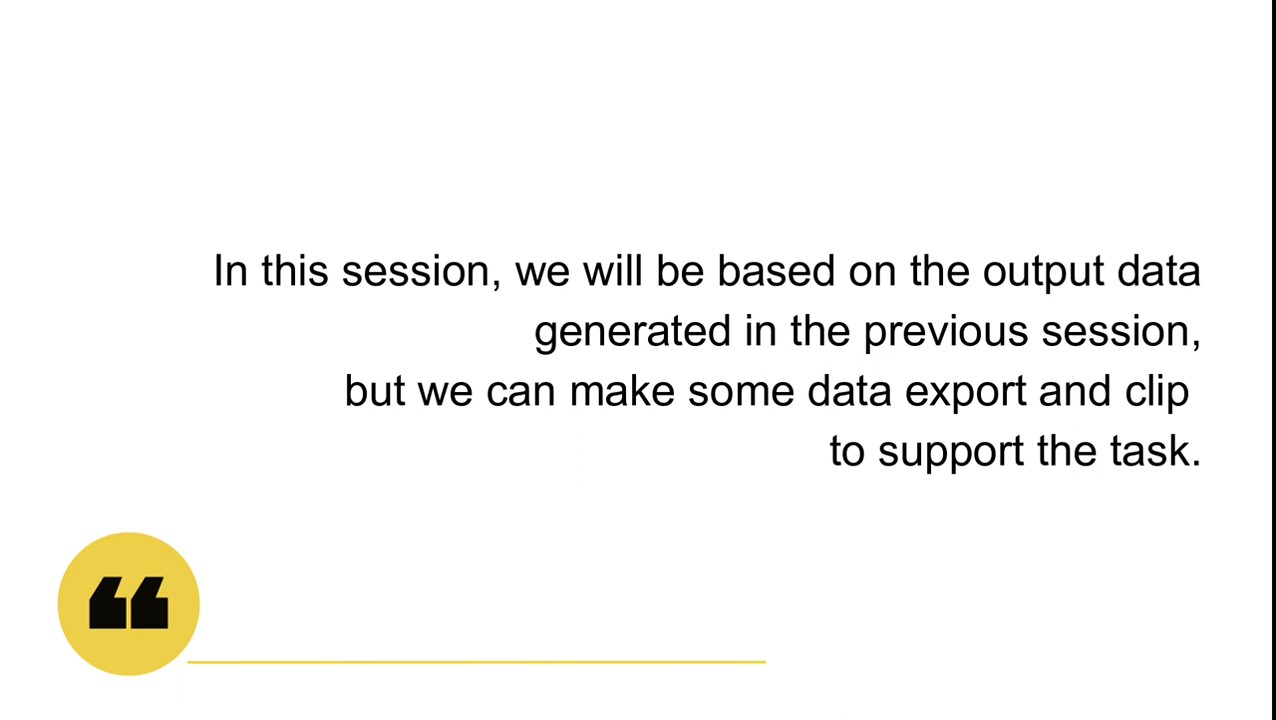 In this session, we will be based on the output data
generated in the previous session,
but we can make some data export and clip
to support the task.